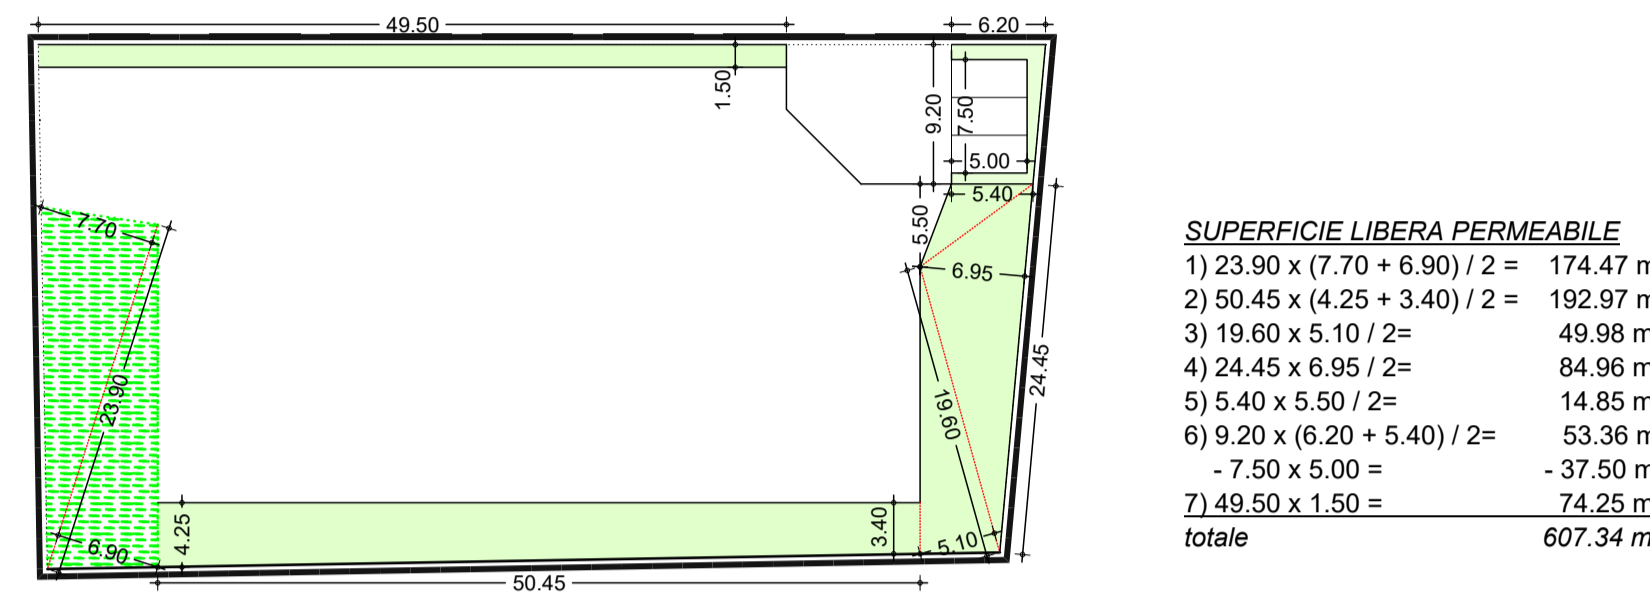 49.50
6.20
1.50
9.20
7.50
5.00
5.40
7.70
5.50
6.95
23.90
24.45
19.60
4.25
3.40
6.90
5.10
50.45
SUPERFICIE LIBERA PERMEABILE
1) 23.90 x (7.70 + 6.90) / 2 = 174.47 m
2) 50.45 x (4.25 + 3.40) / 2 = 192.97 m
3) 19.60 x 5.10 / 2= 49.98 m
4) 24.45 x 6.95 / 2= 84.96 m
5) 5.40 x 5.50 / 2= 14.85 m
6) 9.20 x (6.20 + 5.40) / 2= 53.36 m
- 7.50 x 5.00 = - 37.50 m
7) 49.50 x 1.50 = 74.25 m
totale 607.34 m